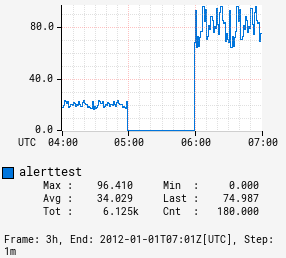 80.0
40.0
0.0
UTC 04:00 05:00 06:00 07:00
alerttest
Max : 96.410 Min : 0.000
Avg : 34.029 Last : 74.987
Tot : 6.125k Cnt : 180.000
Frame: 3h, End: 2012-01-01T07:01Z[UTC], Step:
1m